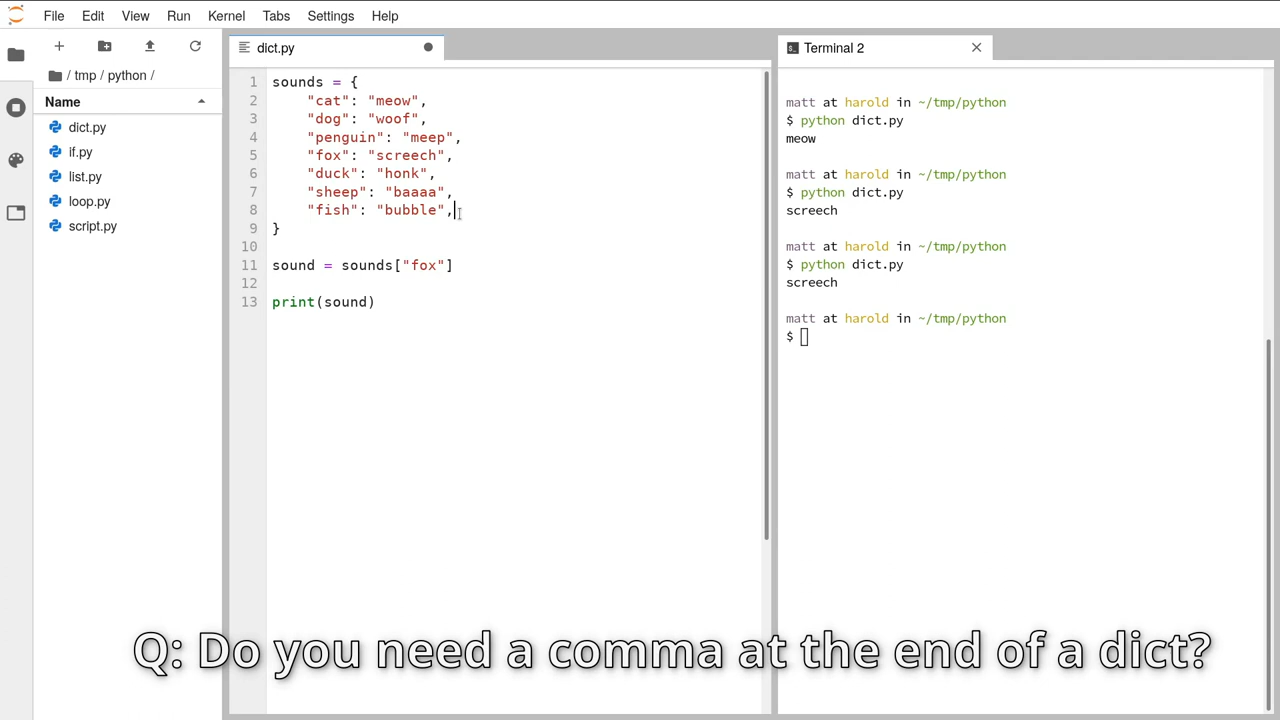 File Edit View Run Kernel Tabs Settings Help
/ tmp / python /
Name
dict.py
if.py
list.py
loop.py
script.py
dict.py
1 sounds = {
2     "cat": "meow",
3     "dog": "woof",
4     "penguin": "meep",
5     "fox": "screech",
6     "duck": "honk",
7     "sheep": "baaaa",
8     "fish": "bubble",
9 }
10
11 sound = sounds["fox"]
12
13 print(sound)
Terminal 2
matt at harold in ~/tmp/python
$ python dict.py
meow
matt at harold in ~/tmp/python
$ python dict.py
screech
matt at harold in ~/tmp/python
$ python dict.py
screech
matt at harold in ~/tmp/python
$
Q: Do you need a comma at the end of a dict?